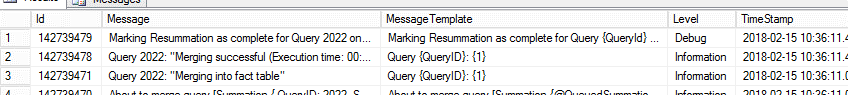 Messages
Id Message MessageTemplate Level TimeStamp
1 142739479 Marking Resummation as complete for Query 2022 on... Marking Resummation as complete for Query {QueryId} ... Debug 2018-02-15 10:36:11.4
2 142739478 Query 2022: "Merging successful (Execution time: 00:... Query {QueryID}: {1} Information 2018-02-15 10:36:11.4
3 142739471 Query 2022: "Merging into fact table" Query {QueryID}: {1} Information 2018-02-15 10:36:11.0
4 142739470 About to merge query [Summation { QueryID: 2022, S... About to merge query {Summation {@QueuedSummatio... Information 2018-02-15 10:36:11.0